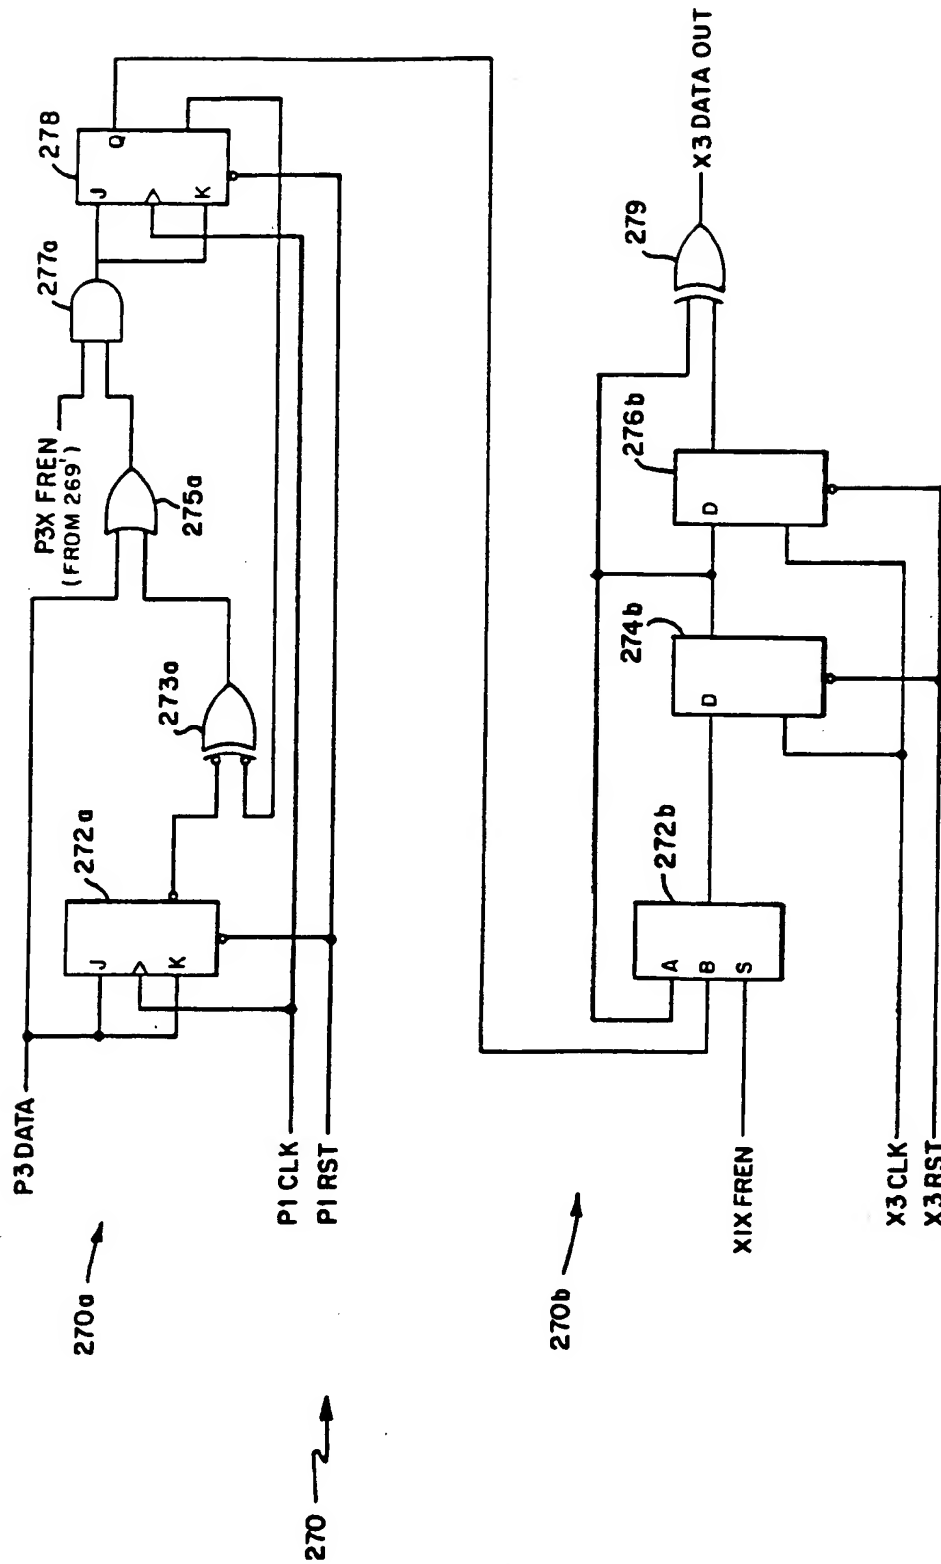 270
270a
P3 DATA
P1 CLK
P1 RST
J
K
272a
273a
275a
P3X FREN
(FROM 269')
277a
J
K
Q
278
270b
X1X FREN
X3 CLK
X3 RST
A
B
S
272b
D
274b
D
276b
279
X3 DATA OUT